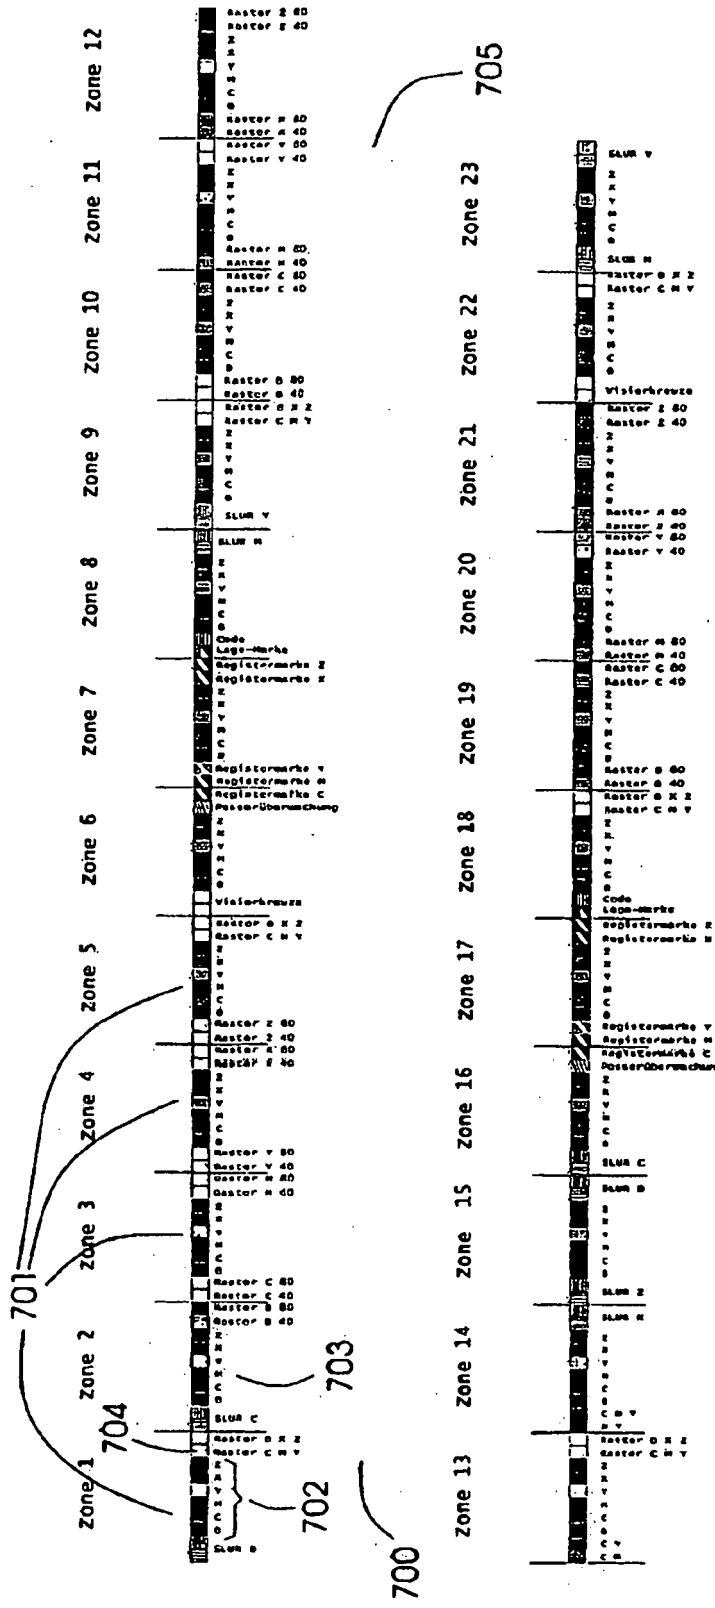 701
Zone 1
Zone 2
Zone 3
Zone 4
Zone 5
Zone 6
Zone 7
Zone 8
Zone 9
Zone 10
Zone 11
Zone 12
704
Raster Z 80
Raster Z 40
Z
X
Y
M
C
B
Raster X 80
Raster X 40
Raster Y 80
Raster Y 40
Z
X
Y
M
C
B
Raster M 80
Raster M 40
Raster C 80
Raster C 40
Z
X
Y
M
C
B
Raster B 80
Raster B 40
Raster B X Z
Raster C M Y
Z
X
Y
M
C
B
SLUR Y
SLUR M
Z
X
Y
M
C
B
Code
Lage-Marke
Registermarke Z
Registermarke X
Z
X
Y
M
C
B
Registermarke Y
Registermarke M
Registermarke C
Passerüberwachung
Z
X
Y
M
C
B
Visierkreuze
Raster B X Z
Raster C M Y
Z
X
Y
M
C
B
Raster Z 80
Raster Z 40
Raster X 80
Raster X 40
Z
X
Y
M
C
B
Raster Y 80
Raster Y 40
Raster M 80
Raster M 40
Z
X
Y
M
C
B
Raster C 80
Raster C 40
Raster B 80
Raster B 40
Z
X
Y
M
C
B
SLUR C
Raster B X Z
Raster C M Y
Z
X
Y
M
C
B
SLUR B
702
703
700
705
Zone 13
Zone 14
Zone 15
Zone 16
Zone 17
Zone 18
Zone 19
Zone 20
Zone 21
Zone 22
Zone 23
SLUR Y
Z
X
Y
M
C
B
SLUR M
Raster B X Z
Raster C M Y
Z
X
Y
M
C
B
Visierkreuze
Raster Z 80
Raster Z 40
Z
X
Y
M
C
B
Raster X 80
Raster X 40
Raster Y 80
Raster Y 40
Z
X
Y
M
C
B
Raster M 80
Raster M 40
Raster C 80
Raster C 40
Z
X
Y
M
C
B
Raster B 80
Raster B 40
Raster B X Z
Raster C M Y
Z
X
Y
M
C
B
Code
Lage-Marke
Registermarke Z
Registermarke X
Z
X
Y
M
C
B
Registermarke Y
Registermarke M
Registermarke C
Passerüberwachung
Z
X
Y
M
C
B
SLUR C
SLUR B
Z
X
Y
M
C
B
SLUR Z
SLUR X
Z
X
Y
M
C
B
C M Y
M Y
Raster B X Z
Raster C M Y
Z
X
Y
M
C
B
C Y
C M